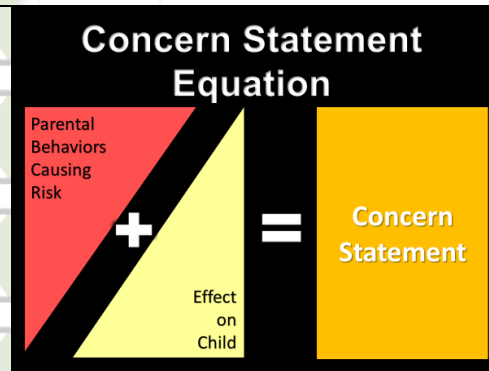 Concern Statement
Equation
Parental
Behaviors
Causing
Risk
+
=
Effect
on
Child
Concern
Statement